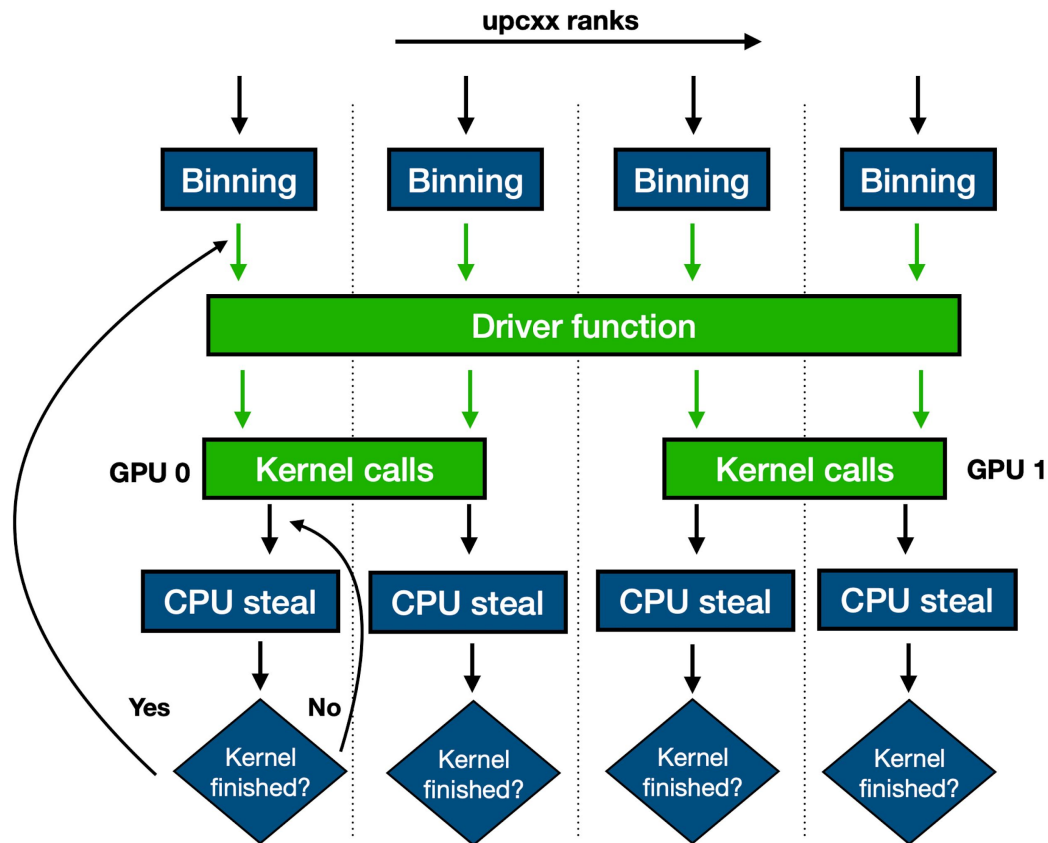 upcxx ranks
Binning
Binning
Binning
Binning
Driver function
GPU 0
Kernel calls
Kernel calls
GPU 1
CPU steal
CPU steal
CPU steal
CPU steal
Yes
No
Kernel
finished?
Kernel
finished?
Kernel
finished?
Kernel
finished?